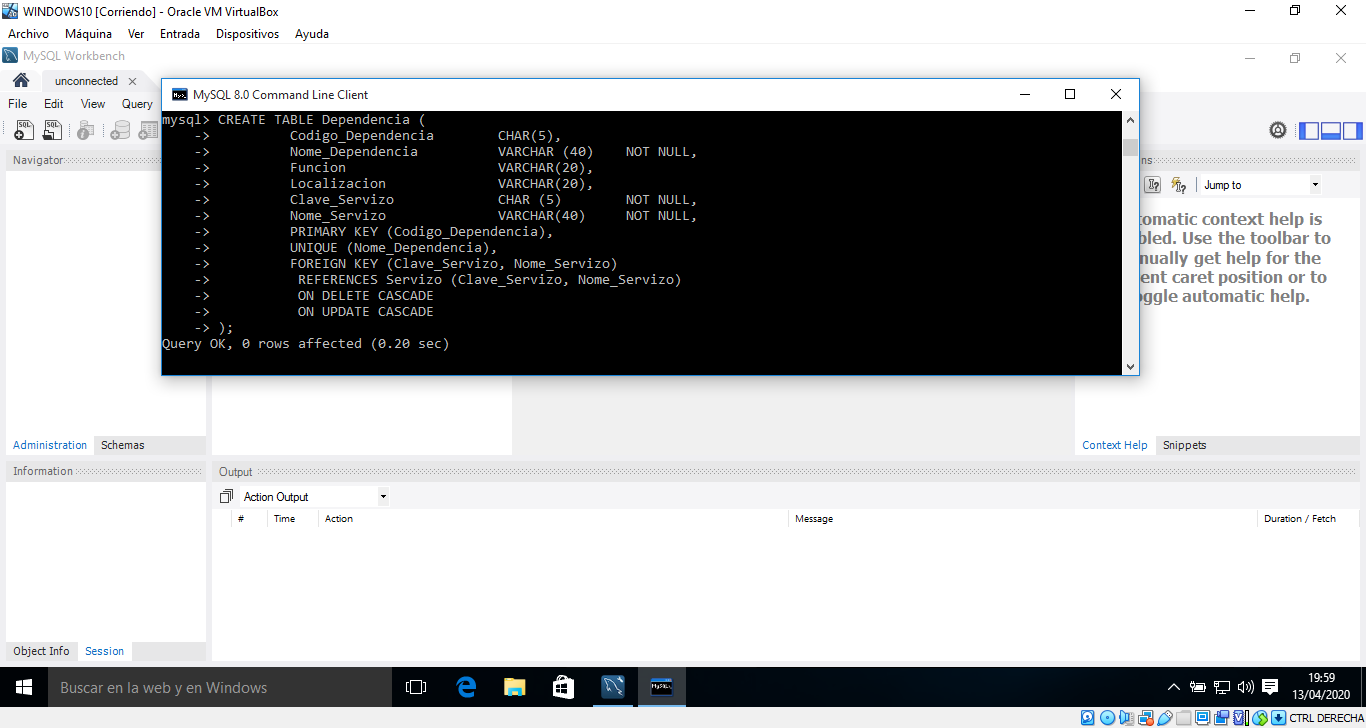 WINDOWS10 [Corriendo] - Oracle VM VirtualBox
Archivo Máquina Ver Entrada Dispositivos Ayuda
MySQL Workbench
unconnected
File Edit View Query
MySQL 8.0 Command Line Client
mysql> CREATE TABLE Dependencia (
-> Codigo_Dependencia CHAR(5),
-> Nome_Dependencia VARCHAR (40) NOT NULL,
-> Funcion VARCHAR(20),
-> Localizacion VARCHAR(20),
-> Clave_Servizo CHAR (5) NOT NULL,
-> Nome_Servizo VARCHAR(40) NOT NULL,
-> PRIMARY KEY (Codigo_Dependencia),
-> UNIQUE (Nome_Dependencia),
-> FOREIGN KEY (Clave_Servizo, Nome_Servizo)
-> REFERENCES Servizo (Clave_Servizo, Nome_Servizo)
-> ON DELETE CASCADE
-> ON UPDATE CASCADE
-> );
Query OK, 0 rows affected (0.20 sec)
Navigator
Administration Schemas
ns
Jump to
omatic context help is
bled. Use the toolbar to
nually get help for the
ent caret position or to
oggle automatic help.
Context Help Snippets
Information
Output
Action Output
# Time Action Message Duration / Fetch
Object Info Session
Buscar en la web y en Windows
19:59
13/04/2020
CTRL DERECHA